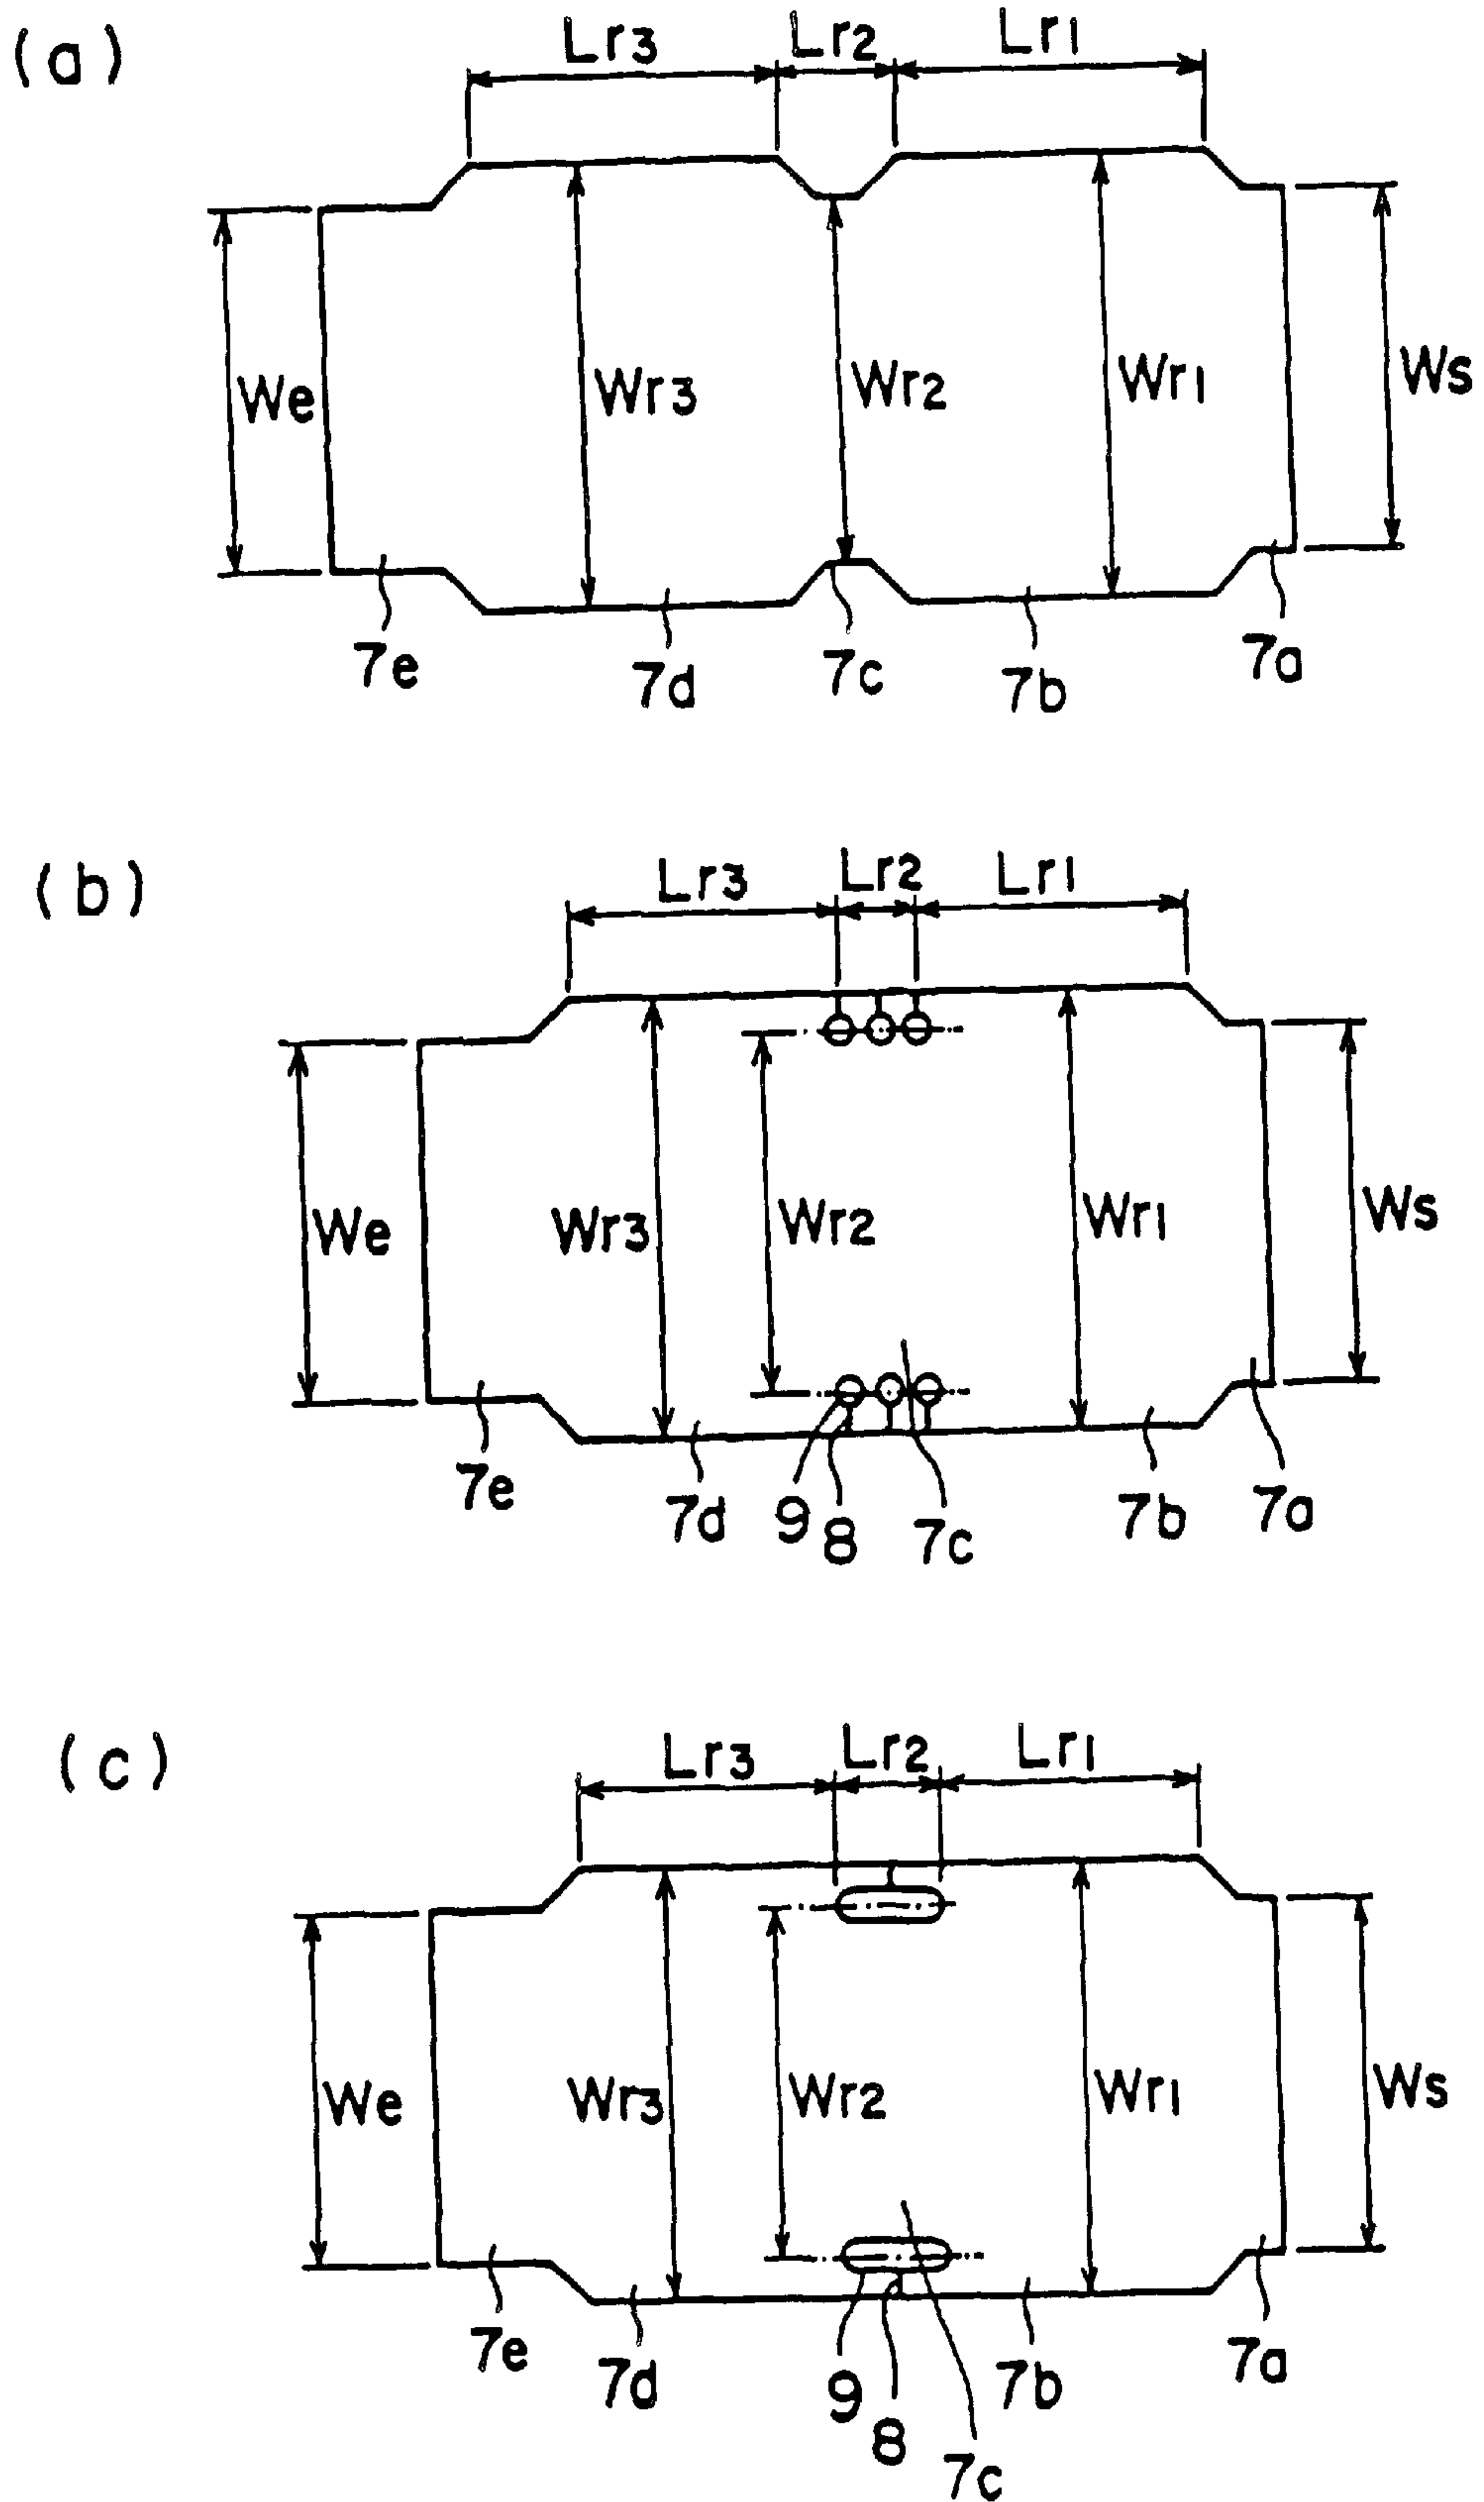 (a)
Lr3 Lr2 Lr1
We Wr3 Wr2 Wr1 Ws
7e 7d 7c 7b 7a
(b)
Lr3 Lr2 Lr1
We Wr3 Wr2 Wr1 Ws
7e 7d 9 8 7c 7b 7a
(c)
Lr3 Lr2 Lr1
We Wr3 Wr2 Wr1 Ws
7e 7d 9 8 7c 7b 7a